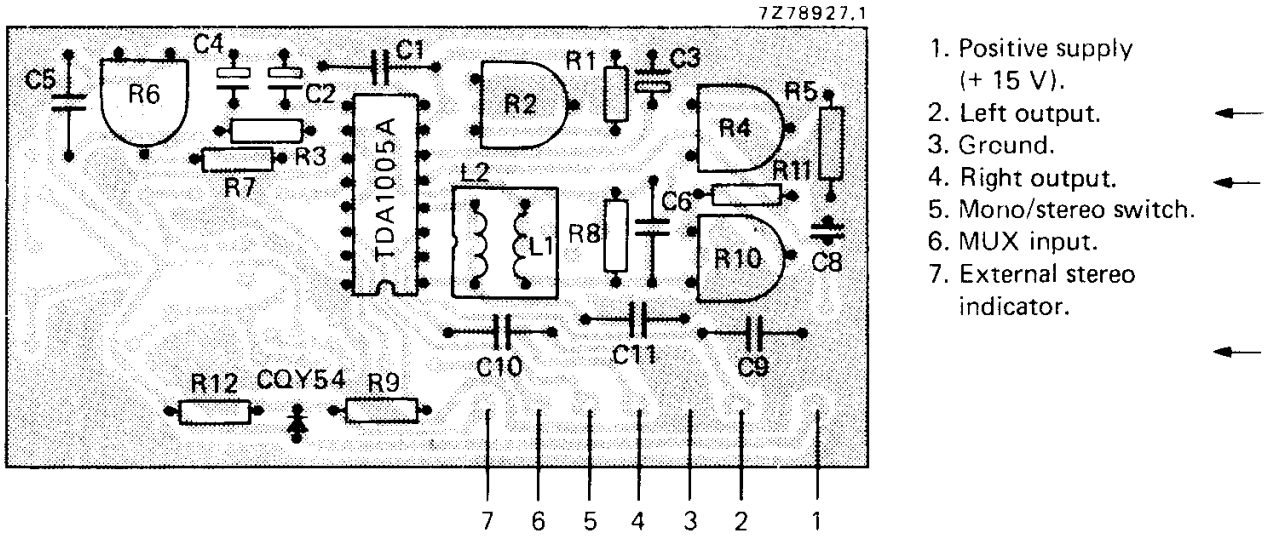 7Z78927.1
C5
R6
C4
C2
C1
R3
R7
TDA1005A
R2
R1
C3
R4
R5
R11
L2
L1
R8
C6
R10
C8
C10
C11
C9
R12
CQY54
R9
7 6 5 4 3 2 1
1. Positive supply
(+ 15 V).
2. Left output.
3. Ground.
4. Right output.
5. Mono/stereo switch.
6. MUX input.
7. External stereo
indicator.